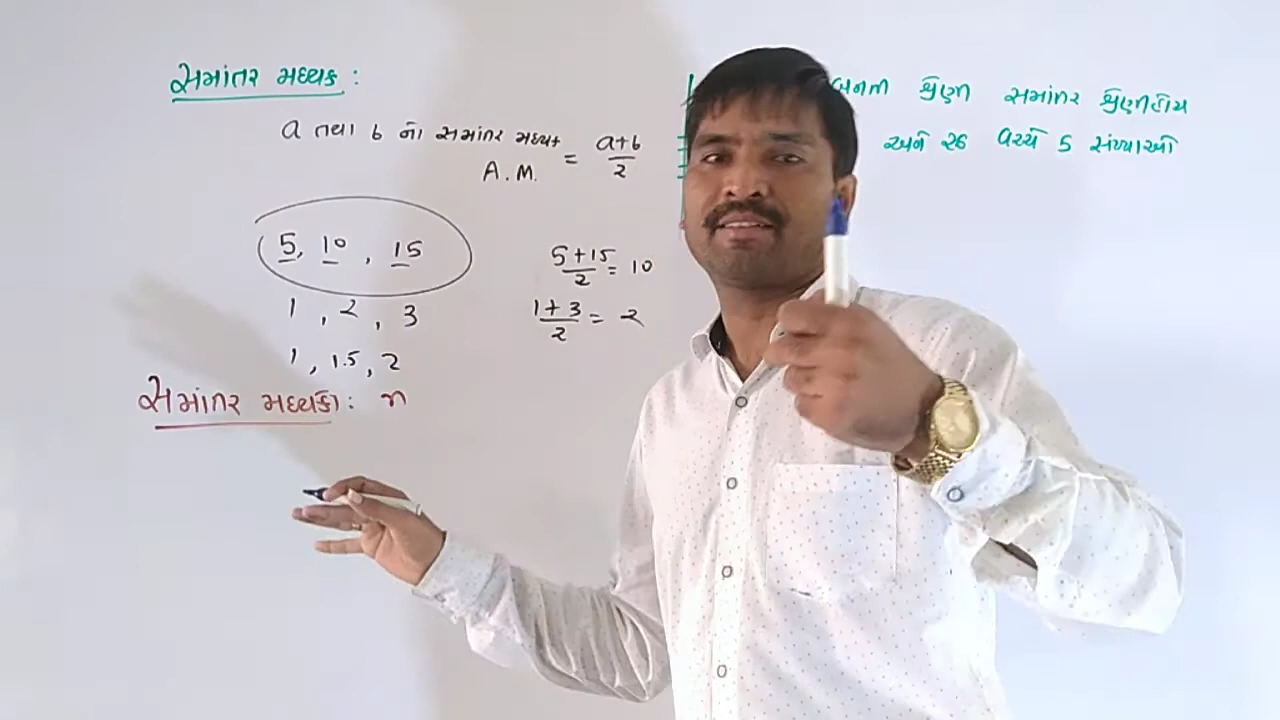 સમાંતર મધ્યક :
a તથા b નો સમાંતર મધ્યક
A.M. = a+b/2
5, 10, 15
5+15/2 = 10
1, 2, 3
1+3/2 = 2
1, 1.5, 2
સમાંતર મધ્યકો : n
બનતી શ્રેણી સમાંતર શ્રેણી હોય
અને 26 વચ્ચે 5 સંખ્યાઓ